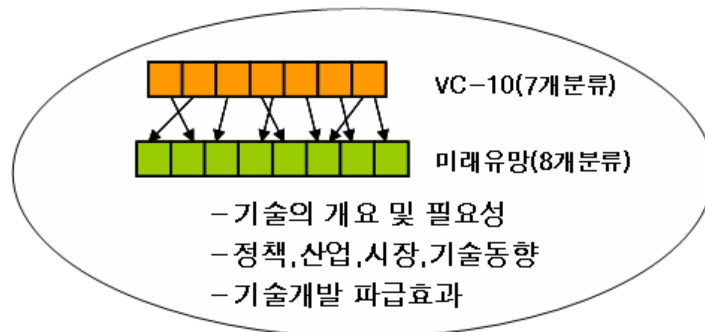 VC-10(7개분류)
미래유망(8개분류)
-기술의 개요 및 필요성
-정책,산업,시장,기술동향
-기술개발 파급효과